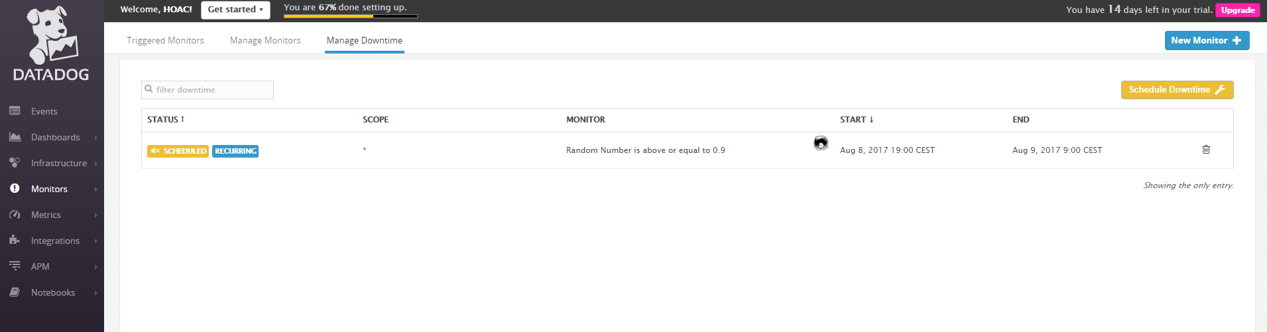 Welcome, HOAC! Get started You are 67% done setting up. You have 14 days left in your trial. Upgrade
DATADOG
Triggered Monitors Manage Monitors Manage Downtime New Monitor +
Events
Dashboards
Infrastructure
Monitors
Metrics
Integrations
APM
Notebooks
filter downtime Schedule Downtime
STATUS ↑ SCOPE MONITOR START ↓ END
SCHEDULED RECURRING * Random Number is above or equal to 0.9 Aug 8, 2017 19:00 CEST Aug 9, 2017 9:00 CEST
Showing the only entry.